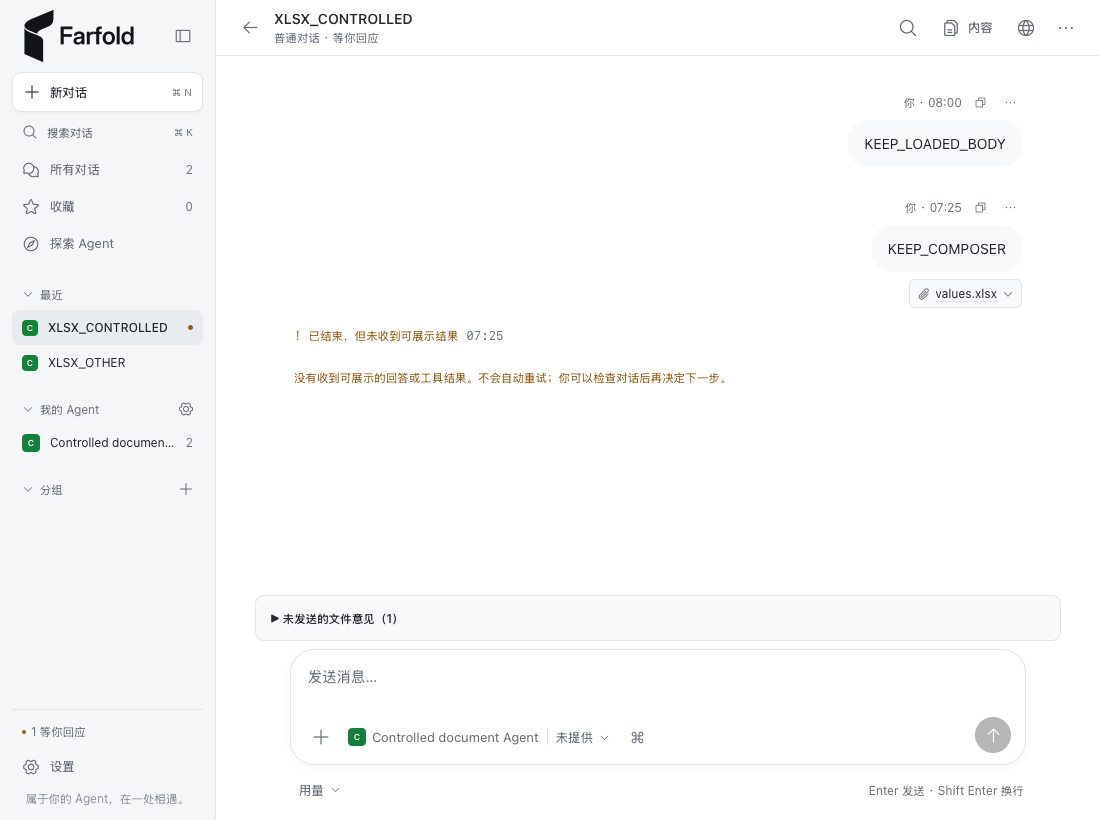 Farfold
新对话 ⌘ N
搜索对话 ⌘ K
所有对话 2
收藏 0
探索 Agent
最近
C XLSX_CONTROLLED
C XLSX_OTHER
我的 Agent
C Controlled documen... 2
分组
1 等你回应
设置
属于你的 Agent，在一处相遇。
XLSX_CONTROLLED
普通对话 · 等你回应
内容
你 · 08:00
KEEP_LOADED_BODY
你 · 07:25
KEEP_COMPOSER
values.xlsx
! 已结束，但未收到可展示结果 07:25
没有收到可展示的回答或工具结果。不会自动重试；你可以检查对话后再决定下一步。
▶ 未发送的文件意见（1）
发送消息…
C Controlled document Agent 未提供 ⌘
用量
Enter 发送 · Shift Enter 换行